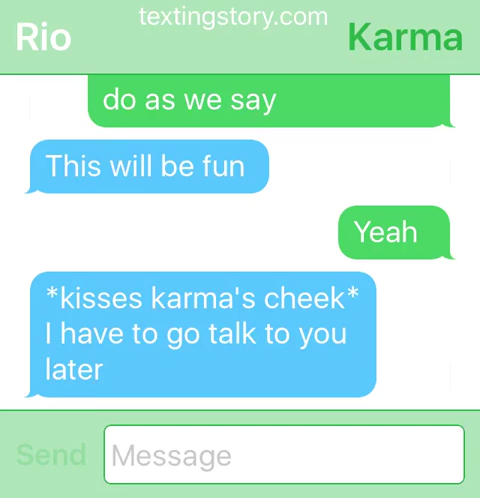 textingstory.com
Rio
Karma
do as we say
This will be fun
Yeah
*kisses karma's cheek*
I have to go talk to you
later
Send
Message